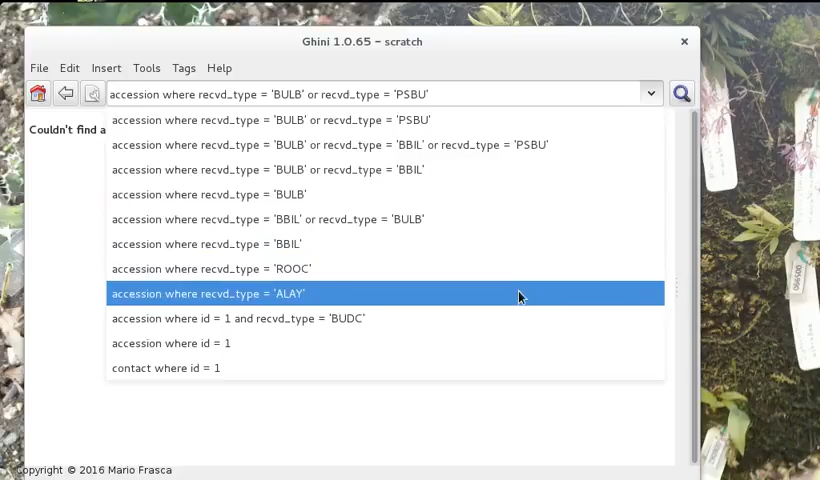 Ghini 1.0.65 – scratch
File Edit Insert Tools Tags Help
accession where recvd_type = 'BULB' or recvd_type = 'PSBU'
accession where recvd_type = 'BULB' or recvd_type = 'PSBU'
Couldn't find a
accession where recvd_type = 'BULB' or recvd_type = 'BBIL' or recvd_type = 'PSBU'
accession where recvd_type = 'BULB' or recvd_type = 'BBIL'
accession where recvd_type = 'BULB'
accession where recvd_type = 'BBIL' or recvd_type = 'BULB'
accession where recvd_type = 'BBIL'
accession where recvd_type = 'ROOC'
accession where recvd_type = 'ALAY'
accession where id = 1 and recvd_type = 'BUDC'
accession where id = 1
contact where id = 1
Copyright © 2016 Mario Frasca